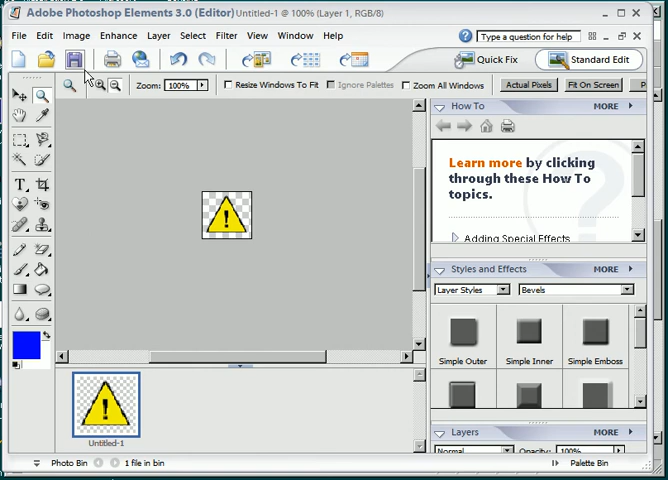 Adobe Photoshop Elements 3.0 (Editor) Untitled-1 @ 100% (Layer 1, RGB/8)
File Edit Image Enhance Layer Select Filter View Window Help
Type a question for help
Quick Fix Standard Edit
Zoom: 100% Resize Windows To Fit Ignore Palettes Zoom All Windows Actual Pixels Fit On Screen P
How To MORE
Learn more by clicking
through these How To
topics.
Adding Special Effects
Styles and Effects MORE
Layer Styles Bevels
Simple Outer Simple Inner Simple Emboss
Layers MORE
Normal Opacity: 100%
T
!
!
Untitled-1
Photo Bin 1 file in bin Palette Bin